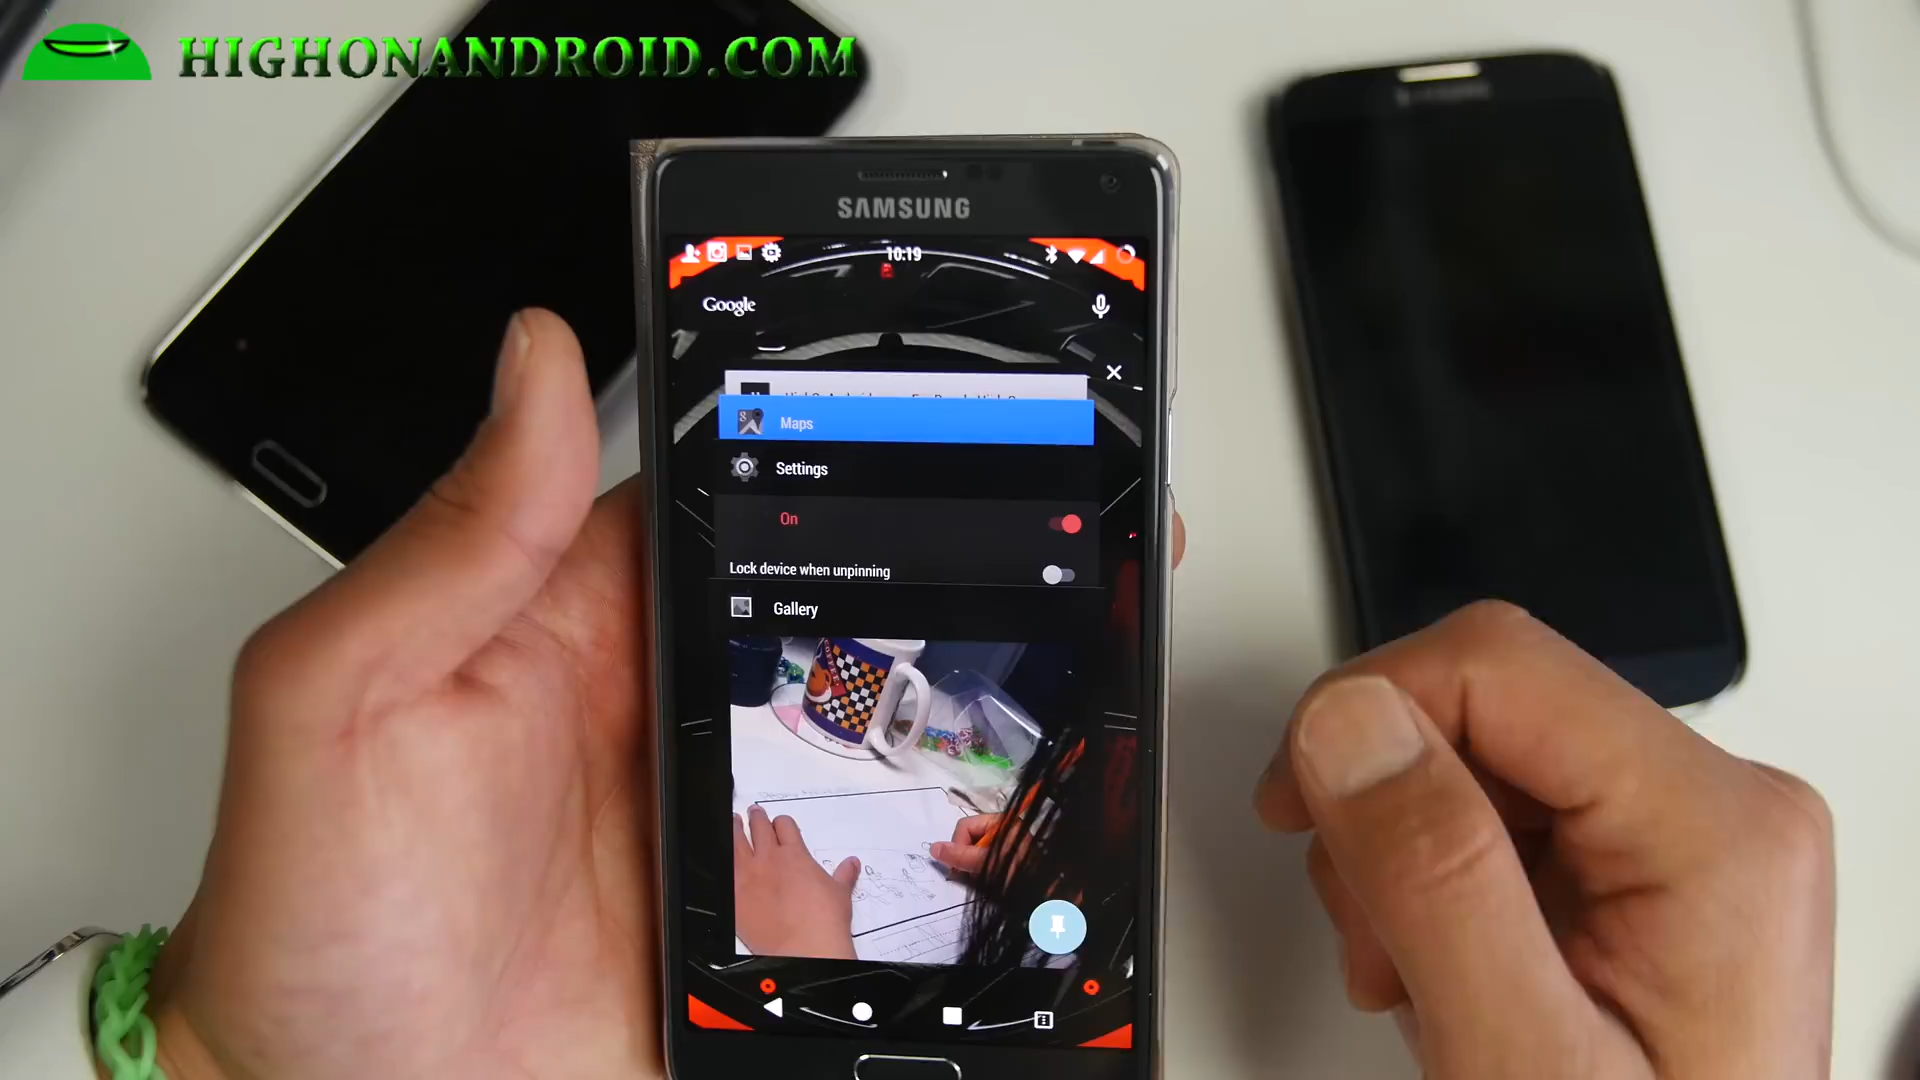 HIGHONANDROID.COM
SAMSUNG
10:19
Google
Maps
Settings
On
Lock device when unpinning
Gallery